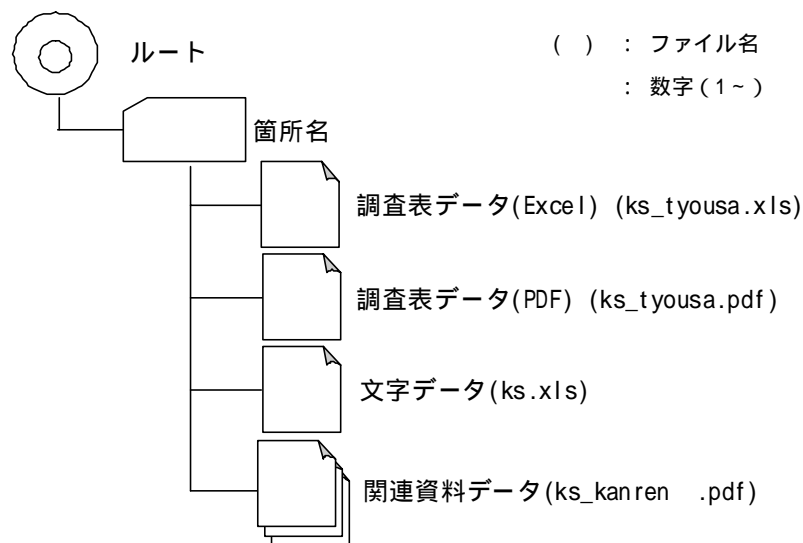 ルート
( ) : ファイル名
: 数字(1~)
箇所名
調査表データ(Excel) (ks_tyousa.xls)
調査表データ(PDF) (ks_tyousa.pdf)
文字データ(ks.xls)
関連資料データ(ks_kanren .pdf)